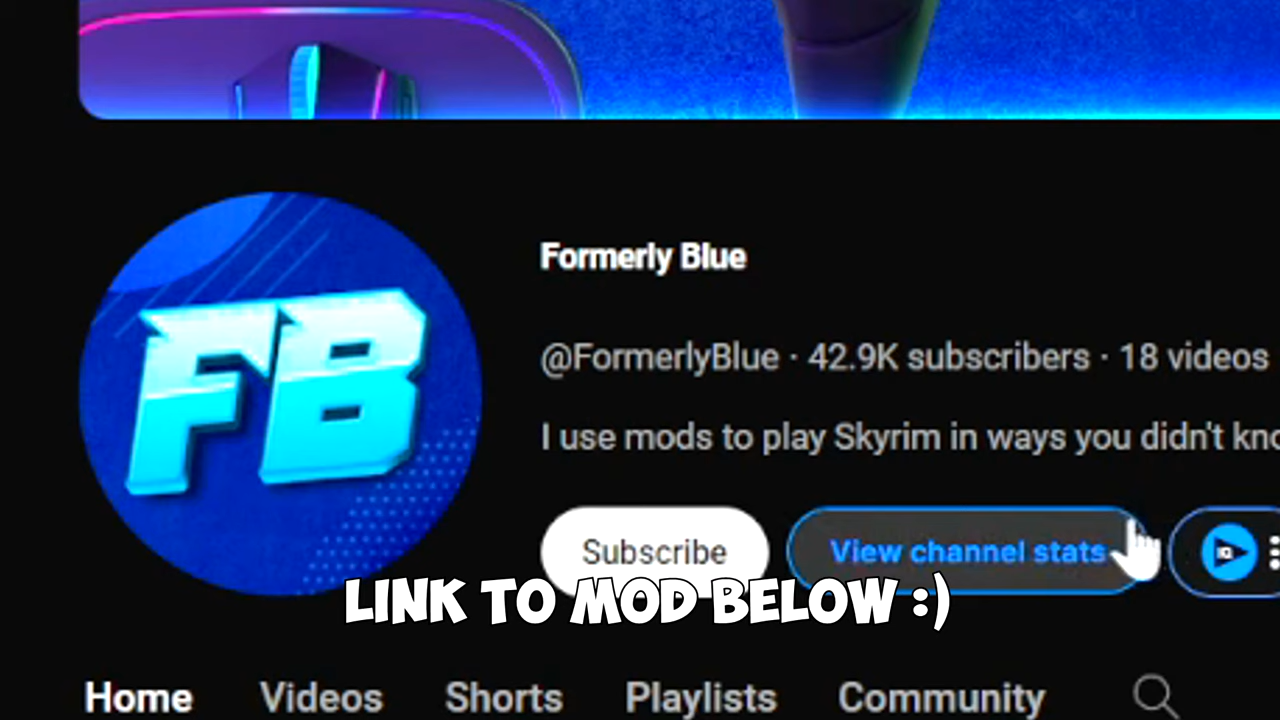 FB
Formerly Blue
@FormerlyBlue · 42.9K subscribers · 18 videos
I use mods to play Skyrim in ways you didn't
Subscribe View channel stats
LINK TO MOD BELOW :)
Home Videos Shorts Playlists Community